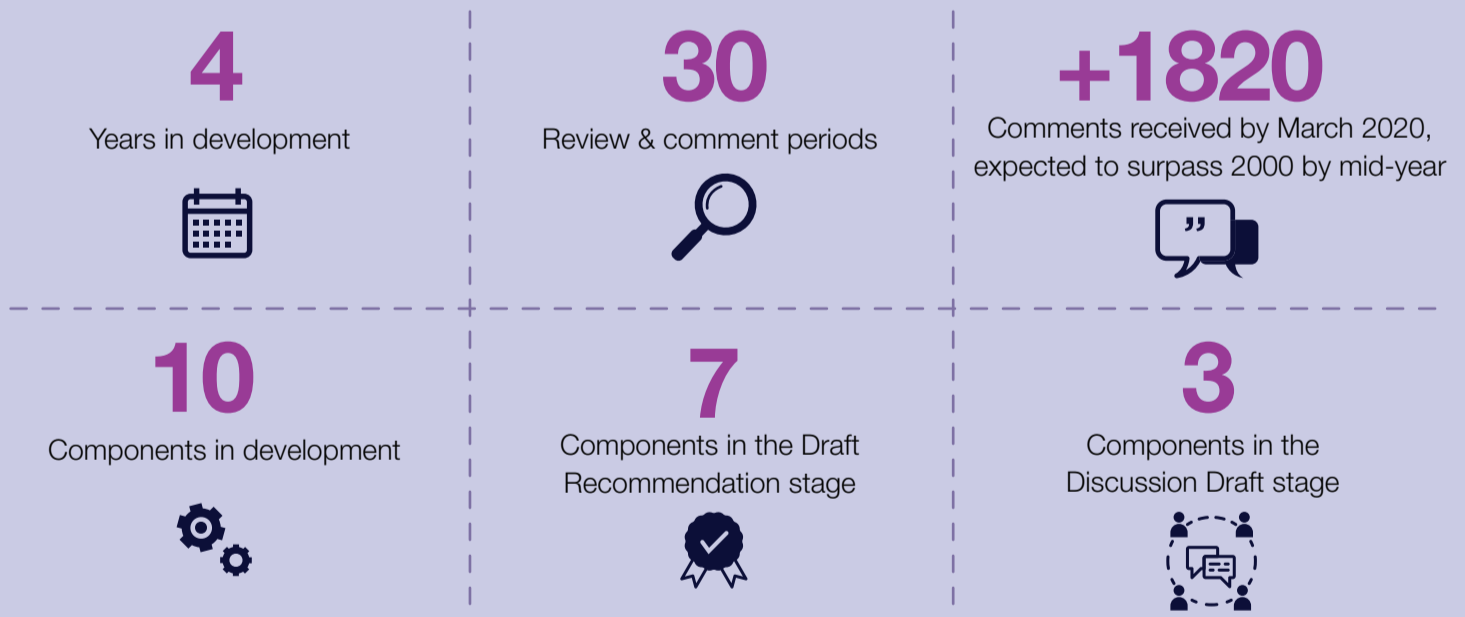 4
Years in development
30
Review & comment periods
+1820
Comments received by March 2020,
expected to surpass 2000 by mid-year
”
10
Components in development
7
Components in the Draft
Recommendation stage
3
Components in the
Discussion Draft stage